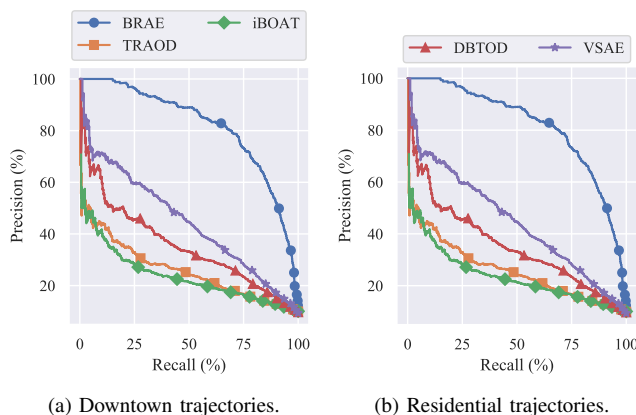 BRAE
iBOAT
TRAOD
DBTOD
VSAE
100
80
60
40
20
Precision (%)
0
25
50
75
100
Recall (%)
100
80
60
40
20
Precision (%)
0
25
50
75
100
Recall (%)
(a) Downtown trajectories.
(b) Residential trajectories.